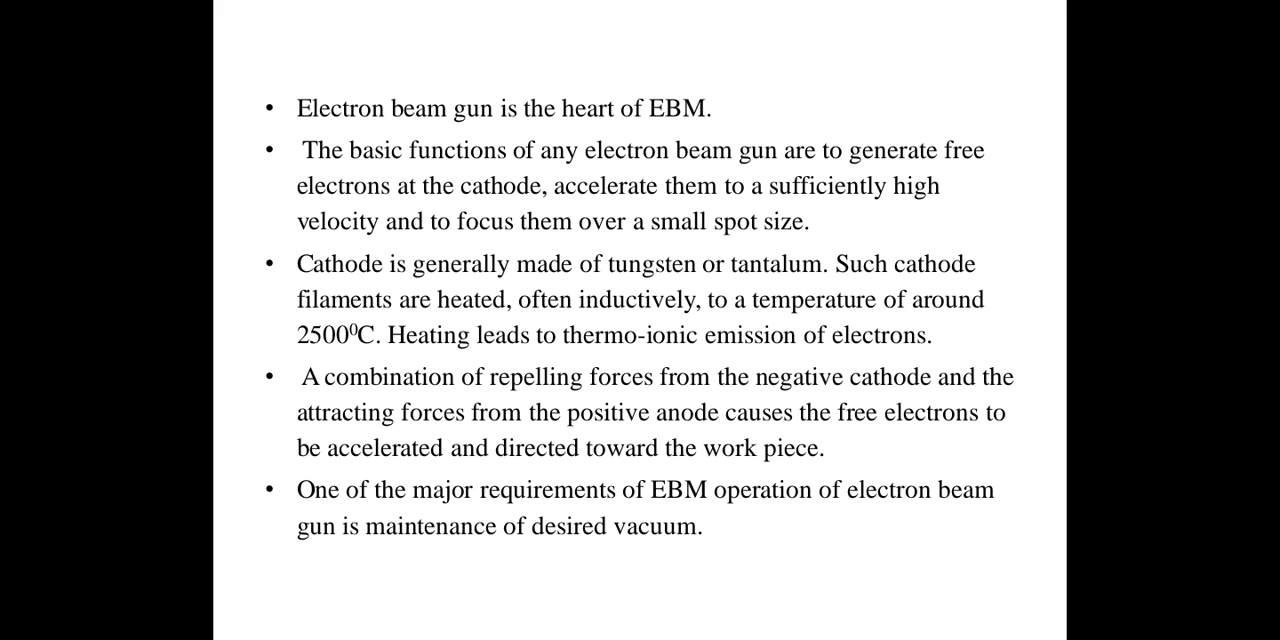 • Electron beam gun is the heart of EBM.
• The basic functions of any electron beam gun are to generate free
electrons at the cathode, accelerate them to a sufficiently high
velocity and to focus them over a small spot size.
• Cathode is generally made of tungsten or tantalum. Such cathode
filaments are heated, often inductively, to a temperature of around
2500⁰C. Heating leads to thermo-ionic emission of electrons.
• A combination of repelling forces from the negative cathode and the
attracting forces from the positive anode causes the free electrons to
be accelerated and directed toward the work piece.
• One of the major requirements of EBM operation of electron beam
gun is maintenance of desired vacuum.